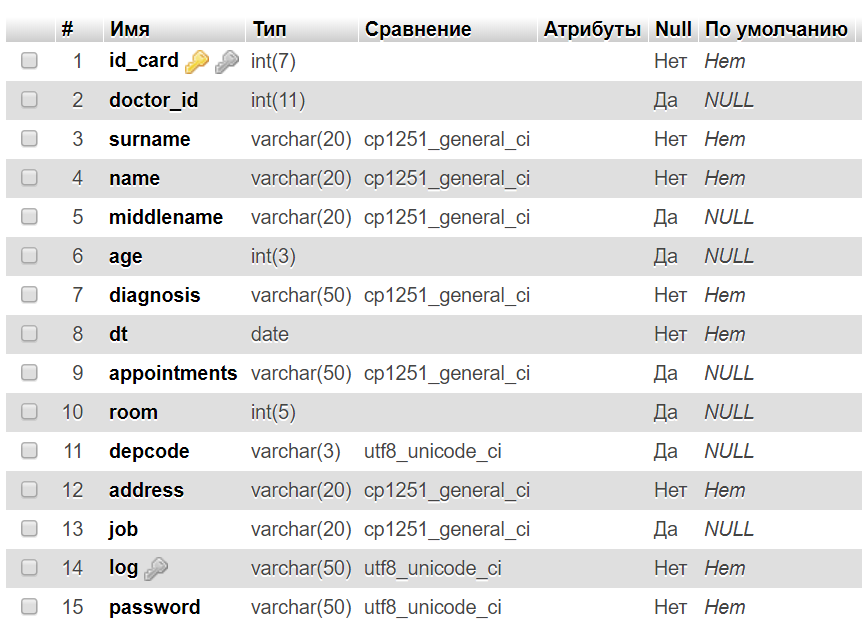 # Имя Тип Сравнение Атрибуты Null По умолчанию
1 id_card int(7) Нет Нет
2 doctor_id int(11) Да NULL
3 surname varchar(20) cp1251_general_ci Нет Нет
4 name varchar(20) cp1251_general_ci Нет Нет
5 middlename varchar(20) cp1251_general_ci Да NULL
6 age int(3) Да NULL
7 diagnosis varchar(50) cp1251_general_ci Нет Нет
8 dt date Нет Нет
9 appointments varchar(50) cp1251_general_ci Да NULL
10 room int(5) Да NULL
11 depcode varchar(3) utf8_unicode_ci Да NULL
12 address varchar(20) cp1251_general_ci Нет Нет
13 job varchar(20) cp1251_general_ci Да NULL
14 log varchar(50) utf8_unicode_ci Нет Нет
15 password varchar(50) utf8_unicode_ci Нет Нет